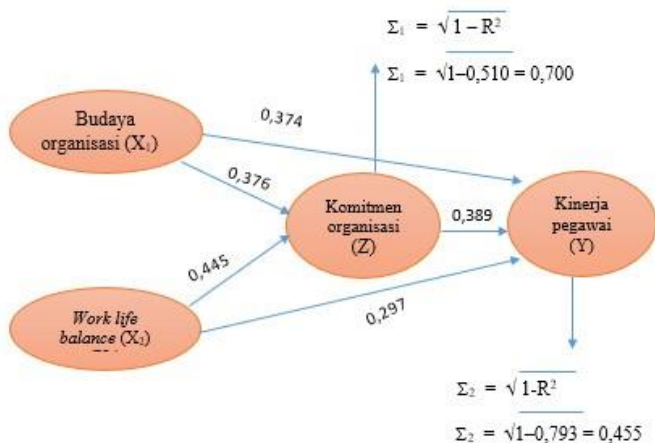 Σ₁ = √1 – R²
Σ₁ = √1–0,510 = 0,700
Budaya
organisasi (X₁)
0,374
0,376
Komitmen
organisasi
(Z)
0,389
Kinerja
pegawai
(Y)
0,445
Work life
balance (X₂)
0,297
Σ₂ = √1-R²
Σ₂ = √1–0,793 = 0,455